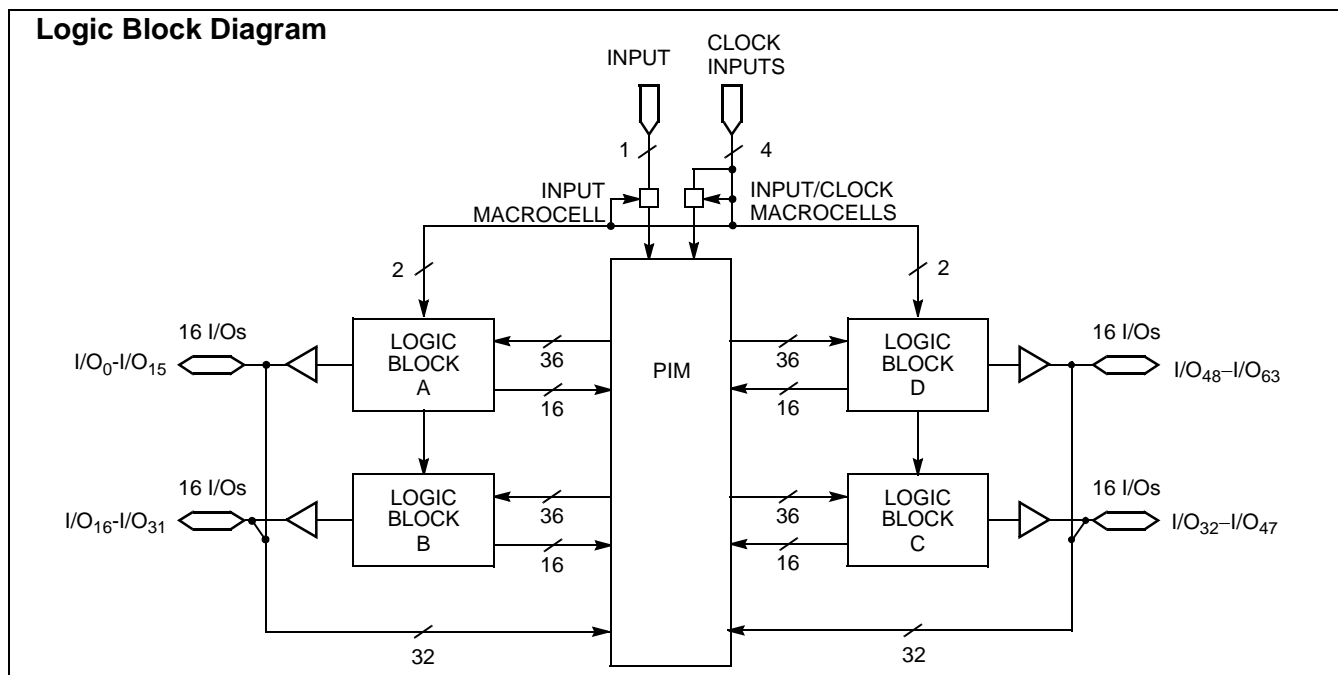 Logic Block Diagram
INPUT
CLOCK
INPUTS
1
4
INPUT
MACROCELL
INPUT/CLOCK
MACROCELLS
2
2
16 I/Os
I/O0-I/O15
LOGIC
BLOCK
A
36
16
PIM
36
16
LOGIC
BLOCK
D
16 I/Os
I/O48–I/O63
16 I/Os
I/O16-I/O31
LOGIC
BLOCK
B
36
16
36
16
LOGIC
BLOCK
C
16 I/Os
I/O32–I/O47
32
32